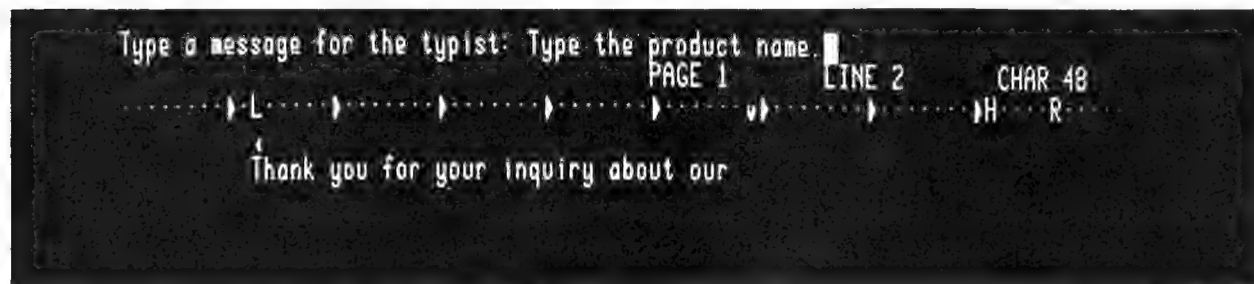 Type a message for the typist: Type the product name.
PAGE 1 LINE 2 CHAR 48
L H R
Thank you for your inquiry about our